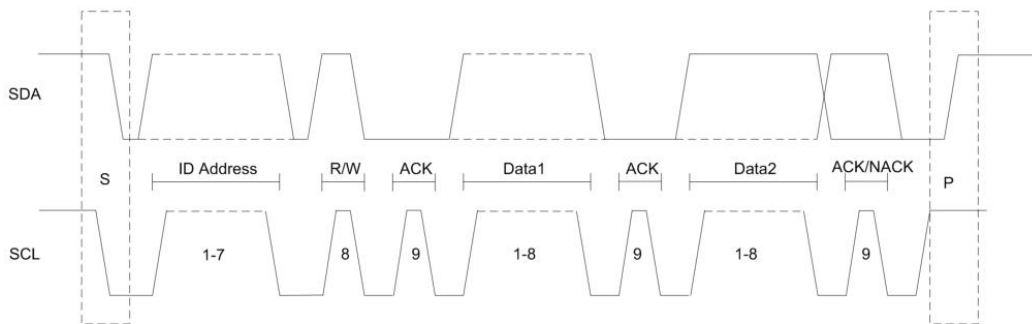 SDA
S
ID Address
R/W
ACK
Data1
ACK
Data2
ACK/NACK
P
SCL
1-7
8
9
1-8
9
1-8
9